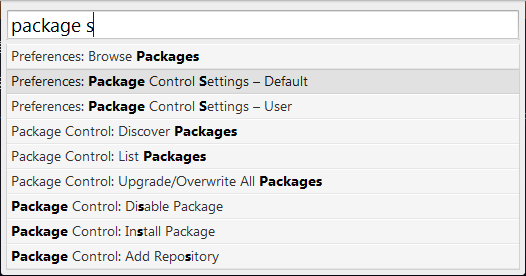 package s
Preferences: Browse Packages
Preferences: Package Control Settings – Default
Preferences: Package Control Settings – User
Package Control: Discover Packages
Package Control: List Packages
Package Control: Upgrade/Overwrite All Packages
Package Control: Disable Package
Package Control: Install Package
Package Control: Add Repository